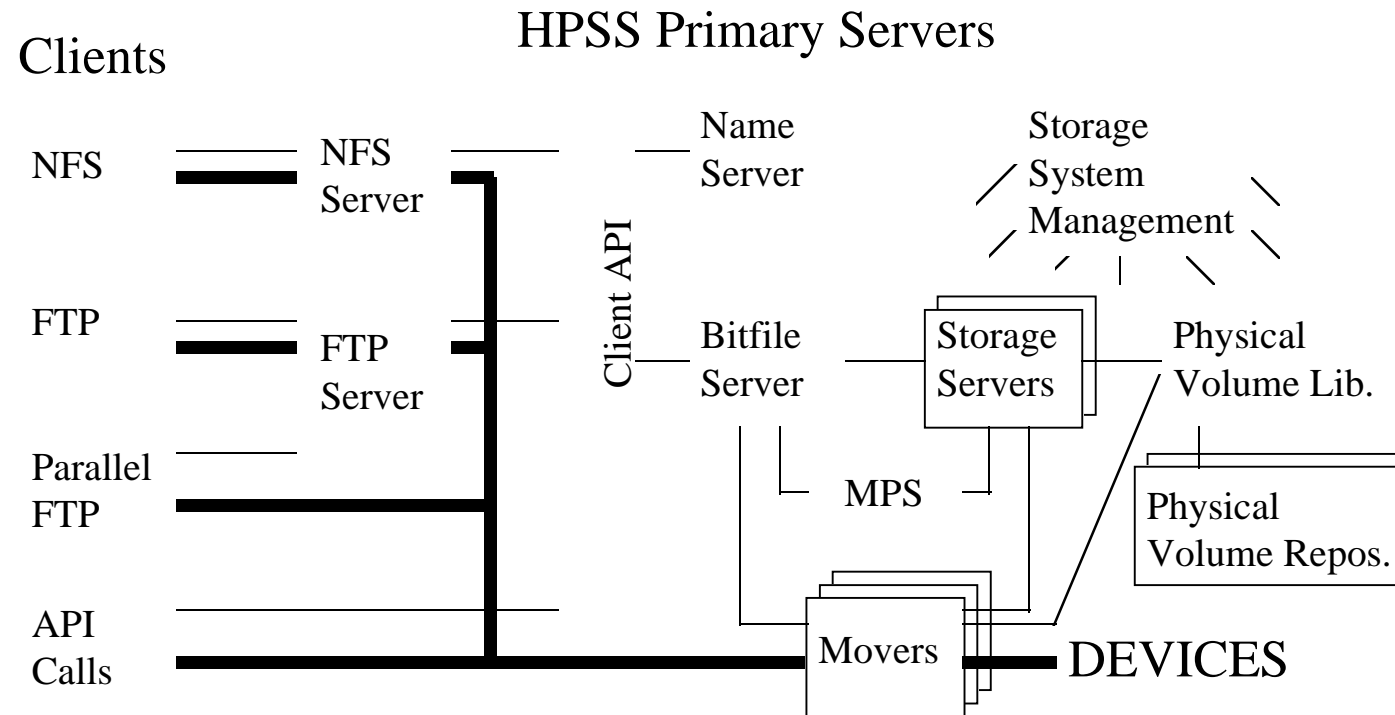 HPSS Primary Servers
Clients
NFS
NFS
Server
FTP
FTP
Server
Parallel
FTP
API
Calls
Client API
Name
Server
Storage
System
Management
Bitfile
Server
Storage
Servers
Physical
Volume Lib.
MPS
Physical
Volume Repos.
Movers
DEVICES